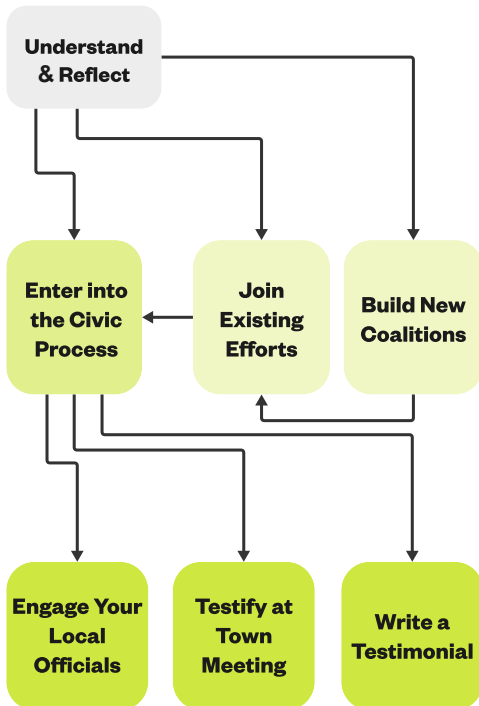 Understand
& Reflect
Enter into
the Civic
Process
Join
Existing
Efforts
Build New
Coalitions
Engage Your
Local
Officials
Testify at
Town
Meeting
Write a
Testimonial